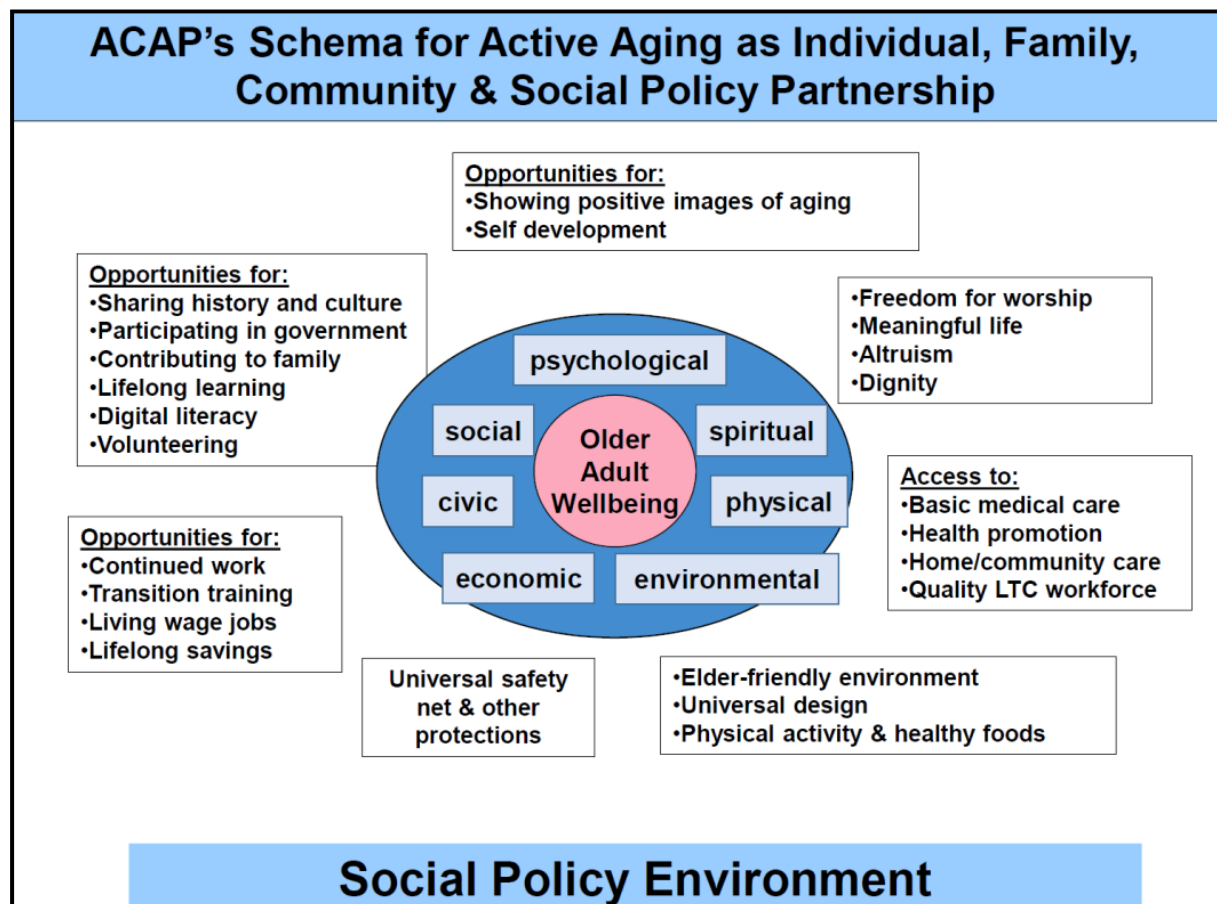 ACAP's Schema for Active Aging as Individual, Family,
Community & Social Policy Partnership
Opportunities for:
•Showing positive images of aging
•Self development
Opportunities for:
•Sharing history and culture
•Participating in government
•Contributing to family
•Lifelong learning
•Digital literacy
•Volunteering
•Freedom for worship
•Meaningful life
•Altruism
•Dignity
psychological
social
spiritual
Older
Adult
Wellbeing
civic
physical
economic
environmental
Access to:
•Basic medical care
•Health promotion
•Home/community care
•Quality LTC workforce
Opportunities for:
•Continued work
•Transition training
•Living wage jobs
•Lifelong savings
Universal safety
net & other
protections
•Elder-friendly environment
•Universal design
•Physical activity & healthy foods
Social Policy Environment